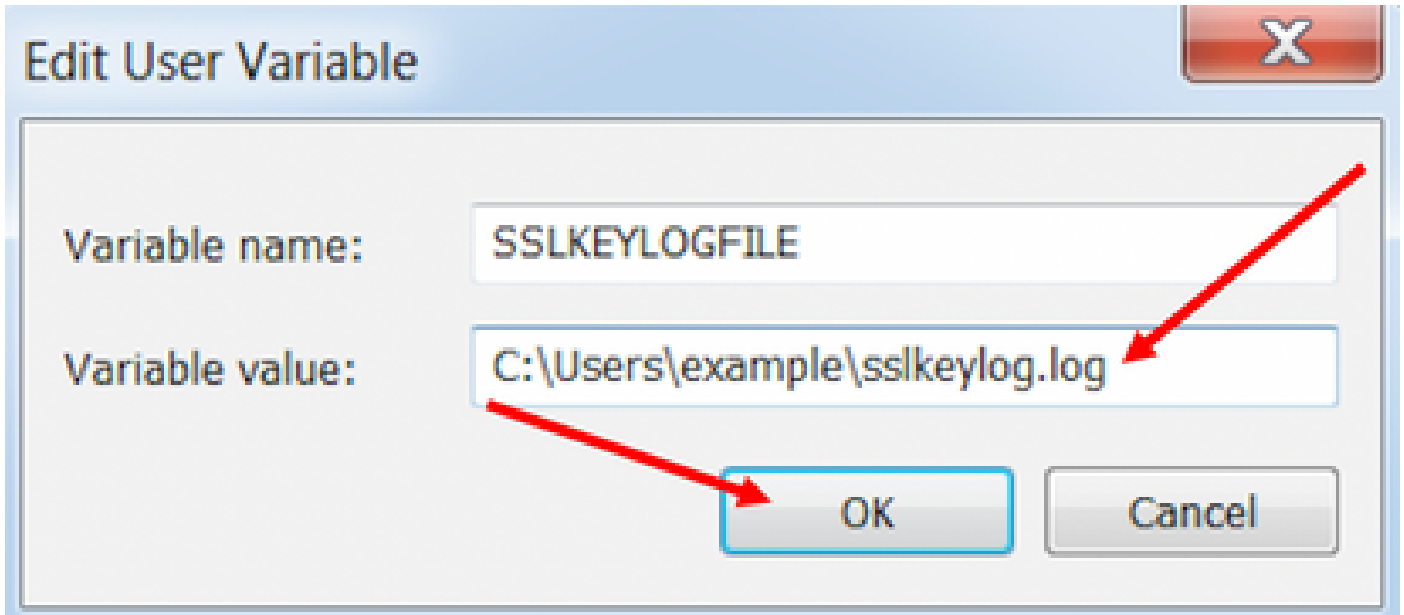 Edit User Variable
Variable name: SSLKEYLOGFILE
Variable value: C:\Users\example\sslkeylog.log
OK Cancel